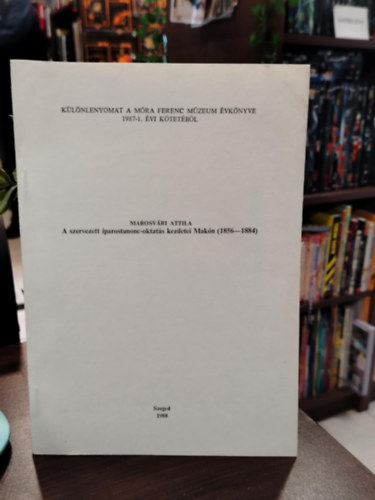 KÜLÖNLENYOMAT A MÓRA FERENC MÚZEUM ÉVKÖNYVE
1987-1. ÉVI KÖTETÉBŐL
MAROSVÁRI ATTILA
A szervezett iparostanonc-oktatás kezdetei Makón (1856—1884)
Szeged
1988